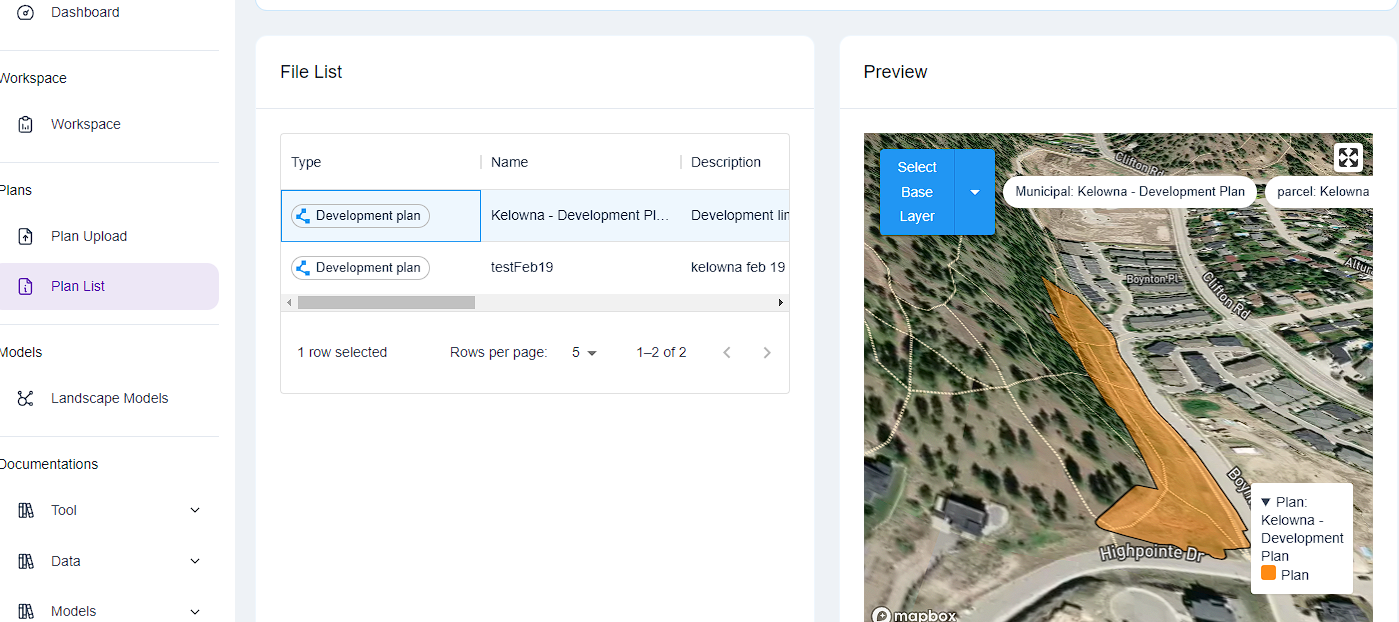 Dashboard
Workspace
Workspace
Plans
Plan Upload
Plan List
Models
Landscape Models
Documentations
Tool
Data
Models
File List
Type
Name
Description
Development plan
Kelowna - Development Pl...
Development lin
Development plan
testFeb19
kelowna feb 19
1 row selected
Rows per page:
5
1–2 of 2
Preview
Select
Base
Layer
Municipal: Kelowna - Development Plan
parcel: Kelowna
Clifton Rd
Altur
Boynton PL
Clifton Rd
Boyn
Highpointe Dr
▼ Plan:
Kelowna -
Development
Plan
Plan
mapbox